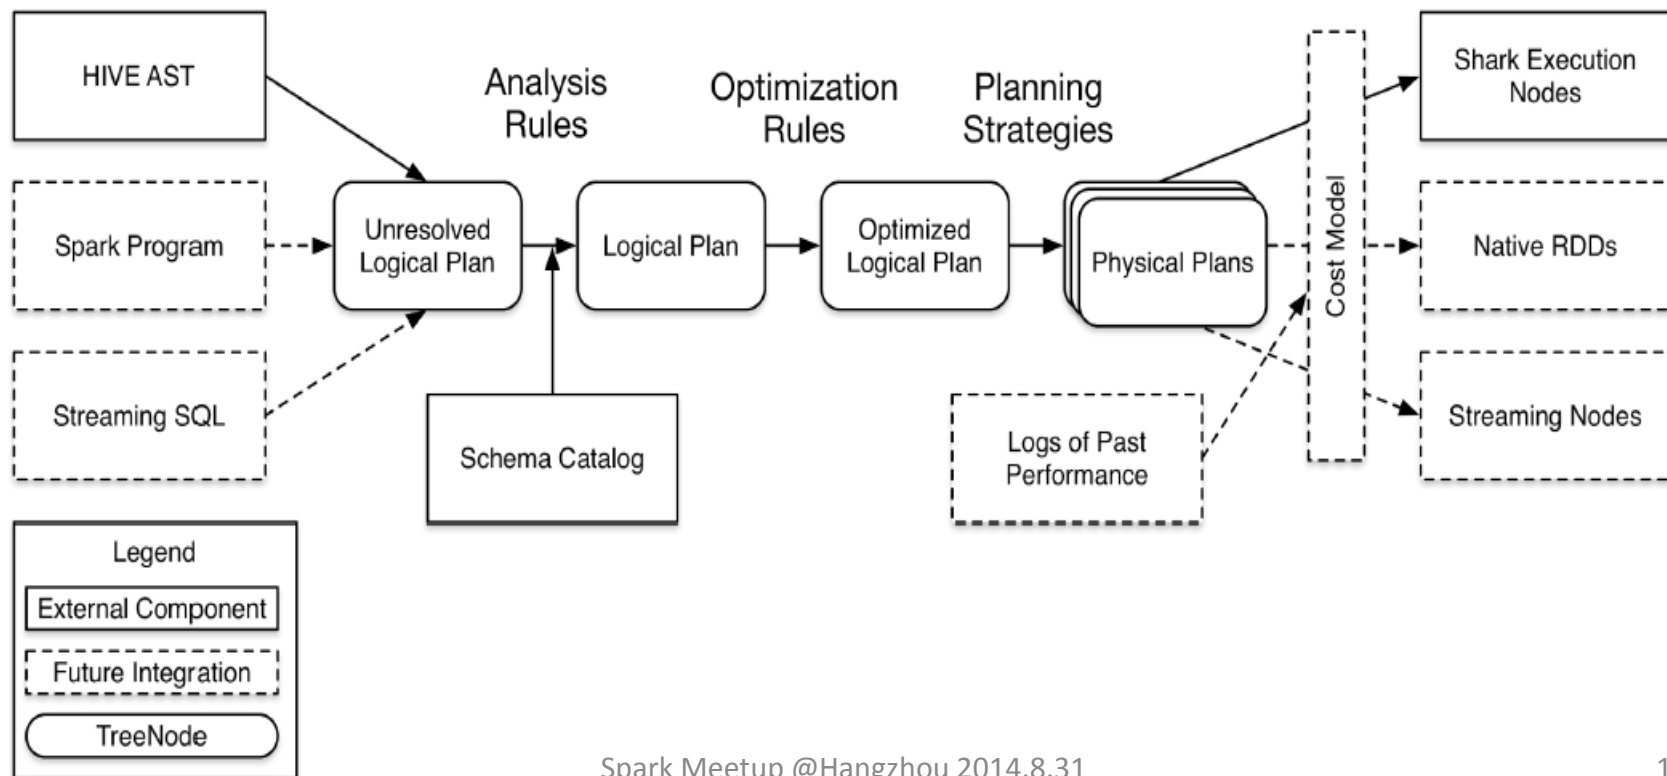 HIVE AST
Analysis
Rules
Optimization
Rules
Planning
Strategies
Shark Execution
Nodes
Spark Program
Unresolved
Logical Plan
Logical Plan
Optimized
Logical Plan
Physical Plans
Cost Model
Native RDDs
Streaming SQL
Schema Catalog
Logs of Past
Performance
Streaming Nodes
Legend
External Component
Future Integration
TreeNode
Spark Meetup @Hangzhou 2014.8.31
1